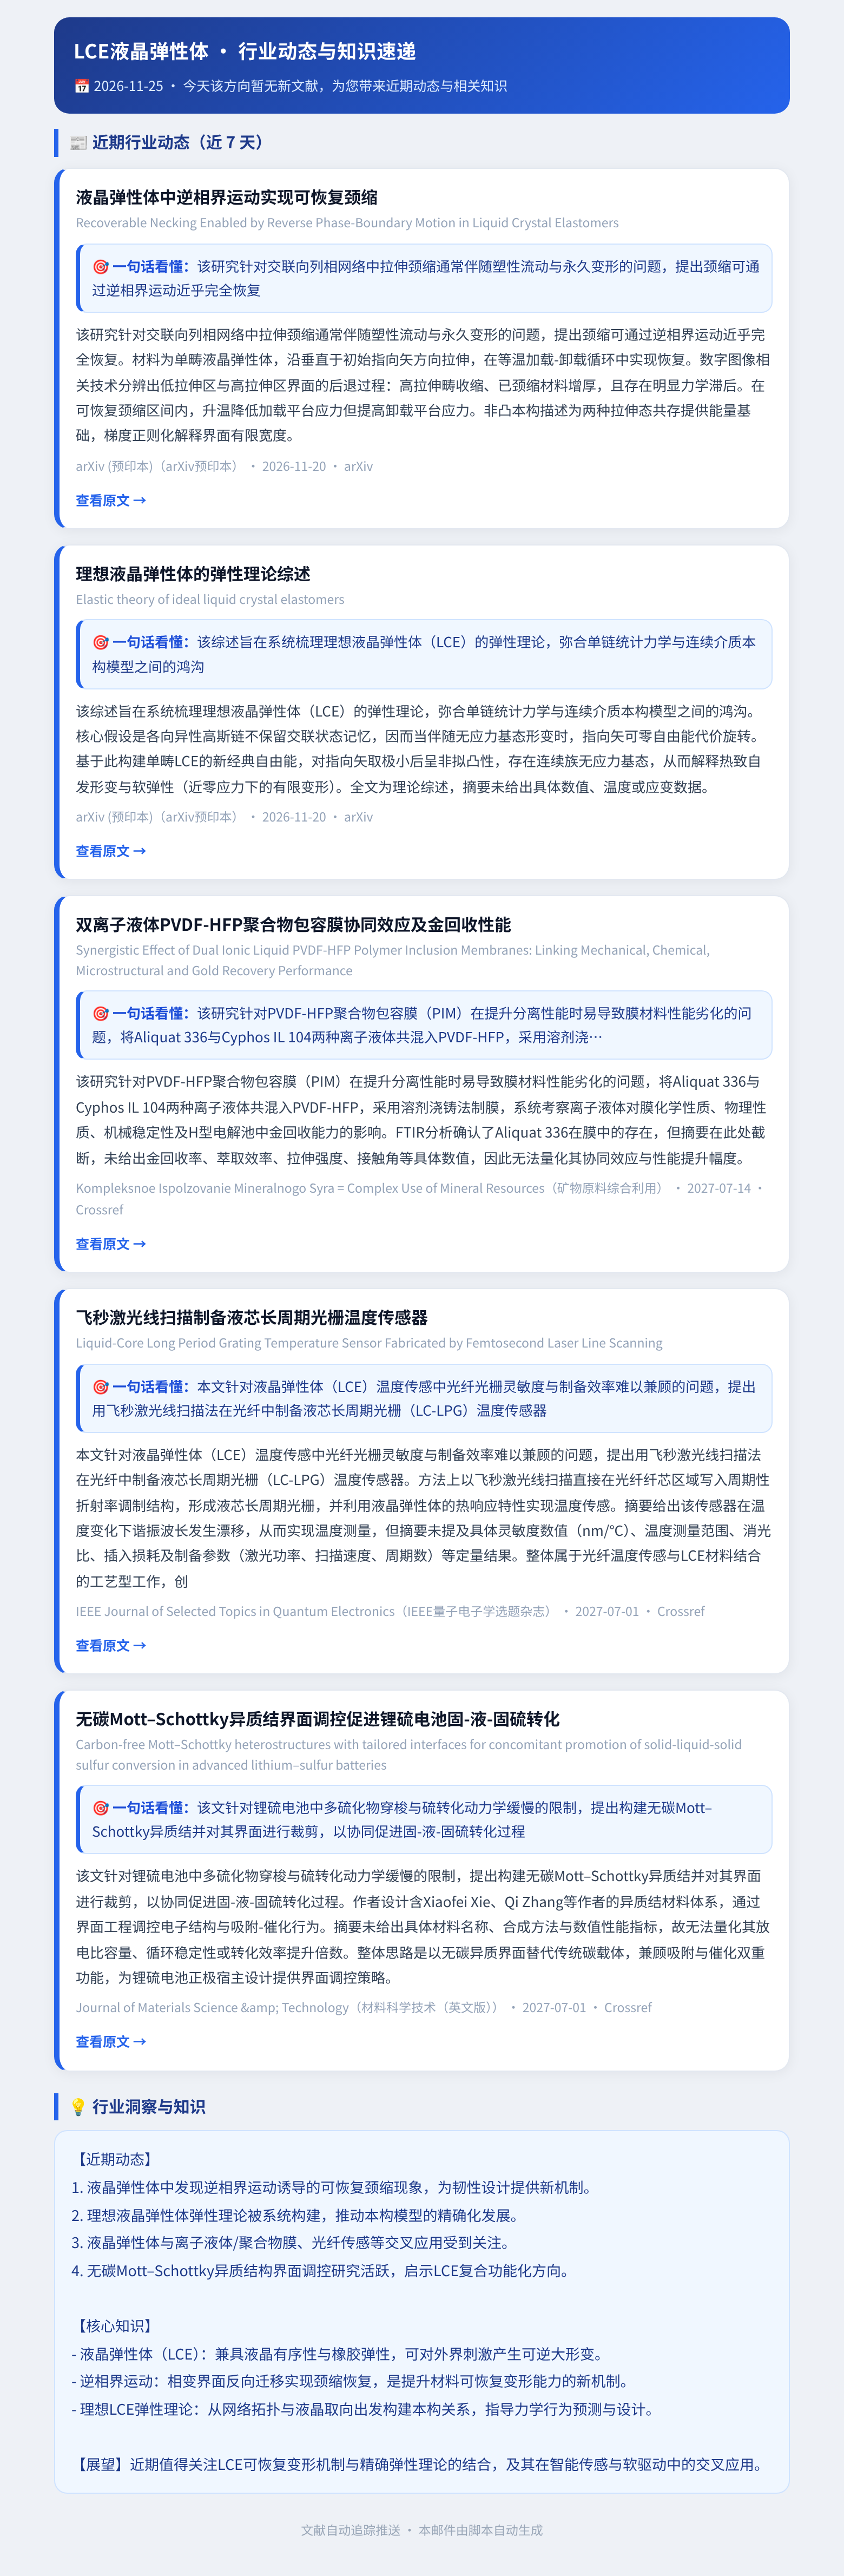 LCE液晶弹性体 · 行业动态与知识速递
📅 2026-11-25 · 今天该方向暂无新文献，为您带来近期动态与相关知识
📰 近期行业动态（近 7 天）
液晶弹性体中逆相界运动实现可恢复颈缩
Recoverable Necking Enabled by Reverse Phase-Boundary Motion in Liquid Crystal Elastomers
🎯 一句话看懂：该研究针对交联向列相网络中拉伸颈缩通常伴随塑性流动与永久变形的问题，提出颈缩可通
过逆相界运动近乎完全恢复
该研究针对交联向列相网络中拉伸颈缩通常伴随塑性流动与永久变形的问题，提出颈缩可通过逆相界运动近乎完
全恢复。材料为单畴液晶弹性体，沿垂直于初始指向矢方向拉伸，在等温加载-卸载循环中实现恢复。数字图像相
关技术分辨出低拉伸区与高拉伸区界面的后退过程：高拉伸畴收缩、已颈缩材料增厚，且存在明显力学滞后。在
可恢复颈缩区间内，升温降低加载平台应力但提高卸载平台应力。非凸本构描述为两种拉伸态共存提供能量基
础，梯度正则化解释界面有限宽度。
arXiv (预印本)（arXiv预印本） · 2026-11-20 · arXiv
查看原文 →
理想液晶弹性体的弹性理论综述
Elastic theory of ideal liquid crystal elastomers
🎯 一句话看懂：该综述旨在系统梳理理想液晶弹性体（LCE）的弹性理论，弥合单链统计力学与连续介质本
构模型之间的鸿沟
该综述旨在系统梳理理想液晶弹性体（LCE）的弹性理论，弥合单链统计力学与连续介质本构模型之间的鸿沟。
核心假设是各向异性高斯链不保留交联状态记忆，因而当伴随无应力基态形变时，指向矢可零自由能代价旋转。
基于此构建单畴LCE的新经典自由能，对指向矢取极小后呈非拟凸性，存在连续族无应力基态，从而解释热致自
发形变与软弹性（近零应力下的有限变形）。全文为理论综述，摘要未给出具体数值、温度或应变数据。
arXiv (预印本)（arXiv预印本） · 2026-11-20 · arXiv
查看原文 →
双离子液体PVDF-HFP聚合物包容膜协同效应及金回收性能
Synergistic Effect of Dual Ionic Liquid PVDF-HFP Polymer Inclusion Membranes: Linking Mechanical, Chemical,
Microstructural and Gold Recovery Performance
🎯 一句话看懂：该研究针对PVDF-HFP聚合物包容膜（PIM）在提升分离性能时易导致膜材料性能劣化的问
题，将Aliquat 336与Cyphos IL 104两种离子液体共混入PVDF-HFP，采用溶剂浇…
该研究针对PVDF-HFP聚合物包容膜（PIM）在提升分离性能时易导致膜材料性能劣化的问题，将Aliquat 336与
Cyphos IL 104两种离子液体共混入PVDF-HFP，采用溶剂浇铸法制膜，系统考察离子液体对膜化学性质、物理性
质、机械稳定性及H型电解池中金回收能力的影响。FTIR分析确认了Aliquat 336在膜中的存在，但摘要在此处截
断，未给出金回收率、萃取效率、拉伸强度、接触角等具体数值，因此无法量化其协同效应与性能提升幅度。
Kompleksnoe Ispolzovanie Mineralnogo Syra = Complex Use of Mineral Resources（矿物原料综合利用） · 2027-07-14 ·
Crossref
查看原文 →
飞秒激光线扫描制备液芯长周期光栅温度传感器
Liquid-Core Long Period Grating Temperature Sensor Fabricated by Femtosecond Laser Line Scanning
🎯 一句话看懂：本文针对液晶弹性体（LCE）温度传感中光纤光栅灵敏度与制备效率难以兼顾的问题，提出
用飞秒激光线扫描法在光纤中制备液芯长周期光栅（LC-LPG）温度传感器
本文针对液晶弹性体（LCE）温度传感中光纤光栅灵敏度与制备效率难以兼顾的问题，提出用飞秒激光线扫描法
在光纤中制备液芯长周期光栅（LC-LPG）温度传感器。方法上以飞秒激光线扫描直接在光纤纤芯区域写入周期性
折射率调制结构，形成液芯长周期光栅，并利用液晶弹性体的热响应特性实现温度传感。摘要给出该传感器在温
度变化下谐振波长发生漂移，从而实现温度测量，但摘要未提及具体灵敏度数值（nm/°C）、温度测量范围、消光
比、插入损耗及制备参数（激光功率、扫描速度、周期数）等定量结果。整体属于光纤温度传感与LCE材料结合
的工艺型工作，创
IEEE Journal of Selected Topics in Quantum Electronics（IEEE量子电子学选题杂志） · 2027-07-01 · Crossref
查看原文 →
无碳Mott–Schottky异质结界面调控促进锂硫电池固-液-固硫转化
Carbon-free Mott–Schottky heterostructures with tailored interfaces for concomitant promotion of solid-liquid-solid
sulfur conversion in advanced lithium–sulfur batteries
🎯 一句话看懂：该文针对锂硫电池中多硫化物穿梭与硫转化动力学缓慢的限制，提出构建无碳Mott–
Schottky异质结并对其界面进行裁剪，以协同促进固-液-固硫转化过程
该文针对锂硫电池中多硫化物穿梭与硫转化动力学缓慢的限制，提出构建无碳Mott–Schottky异质结并对其界面
进行裁剪，以协同促进固-液-固硫转化过程。作者设计含Xiaofei Xie、Qi Zhang等作者的异质结材料体系，通过
界面工程调控电子结构与吸附-催化行为。摘要未给出具体材料名称、合成方法与数值性能指标，故无法量化其放
电比容量、循环稳定性或转化效率提升倍数。整体思路是以无碳异质界面替代传统碳载体，兼顾吸附与催化双重
功能，为锂硫电池正极宿主设计提供界面调控策略。
Journal of Materials Science &amp; Technology（材料科学技术（英文版）） · 2027-07-01 · Crossref
查看原文 →
💡 行业洞察与知识
【近期动态】
1. 液晶弹性体中发现逆相界运动诱导的可恢复颈缩现象，为韧性设计提供新机制。
2. 理想液晶弹性体弹性理论被系统构建，推动本构模型的精确化发展。
3. 液晶弹性体与离子液体/聚合物膜、光纤传感等交叉应用受到关注。
4. 无碳Mott–Schottky异质结构界面调控研究活跃，启示LCE复合功能化方向。
【核心知识】
- 液晶弹性体（LCE）：兼具液晶有序性与橡胶弹性，可对外界刺激产生可逆大形变。
- 逆相界运动：相变界面反向迁移实现颈缩恢复，是提升材料可恢复变形能力的新机制。
- 理想LCE弹性理论：从网络拓扑与液晶取向出发构建本构关系，指导力学行为预测与设计。
【展望】近期值得关注LCE可恢复变形机制与精确弹性理论的结合，及其在智能传感与软驱动中的交叉应用。
文献自动追踪推送 · 本邮件由脚本自动生成